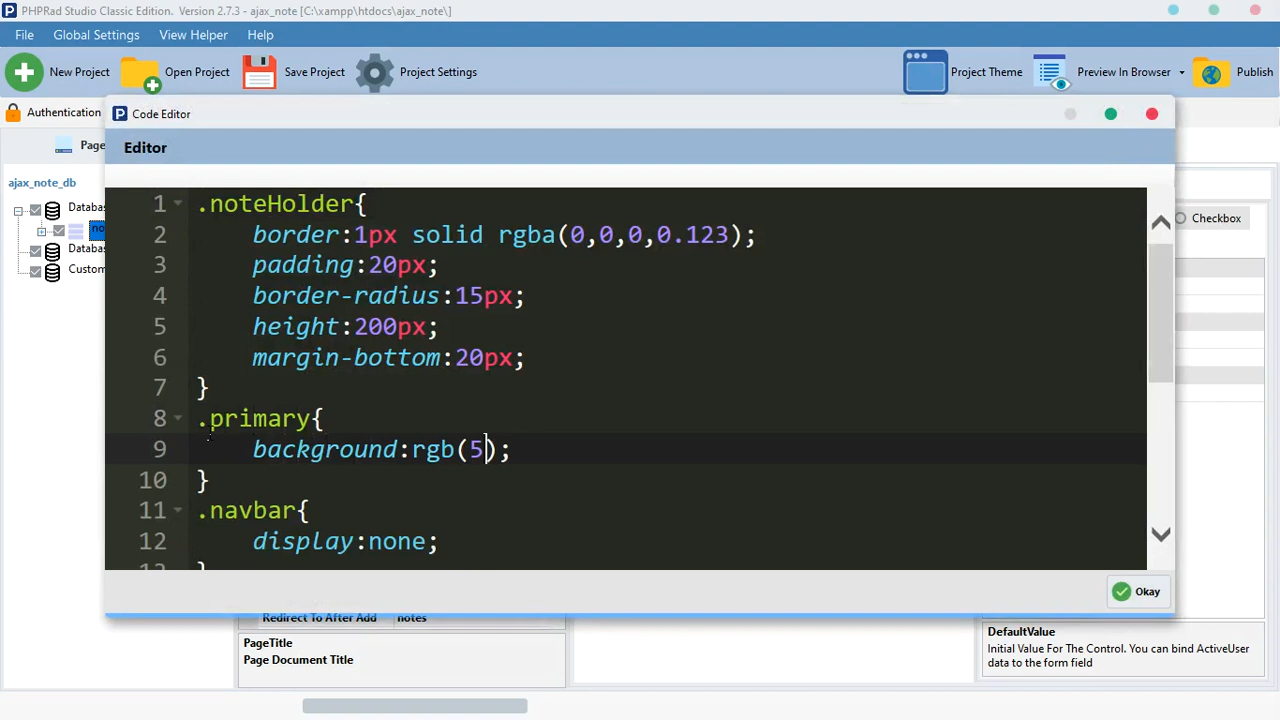 PHPRad Studio Classic Edition. Version 2.7.3 - ajax_note [C:\xampp\htdocs\ajax_note\]
File Global Settings View Helper Help
New Project Open Project Save Project Project Settings Project Theme Preview In Browser Publish
Authentication
Code Editor
Page
Editor
ajax_note_db
Databas
no
Databas
Custom
Checkbox
1 .noteHolder{
2 border:1px solid rgba(0,0,0,0.123);
3 padding:20px;
4 border-radius:15px;
5 height:200px;
6 margin-bottom:20px;
7 }
8 .primary{
9 background:rgb(5);
10 }
11 .navbar{
12 display:none;
13 }
Okay
Redirect To After Add notes
PageTitle
Page Document Title
DefaultValue
Initial Value For The Control. You can bind ActiveUser
data to the form field